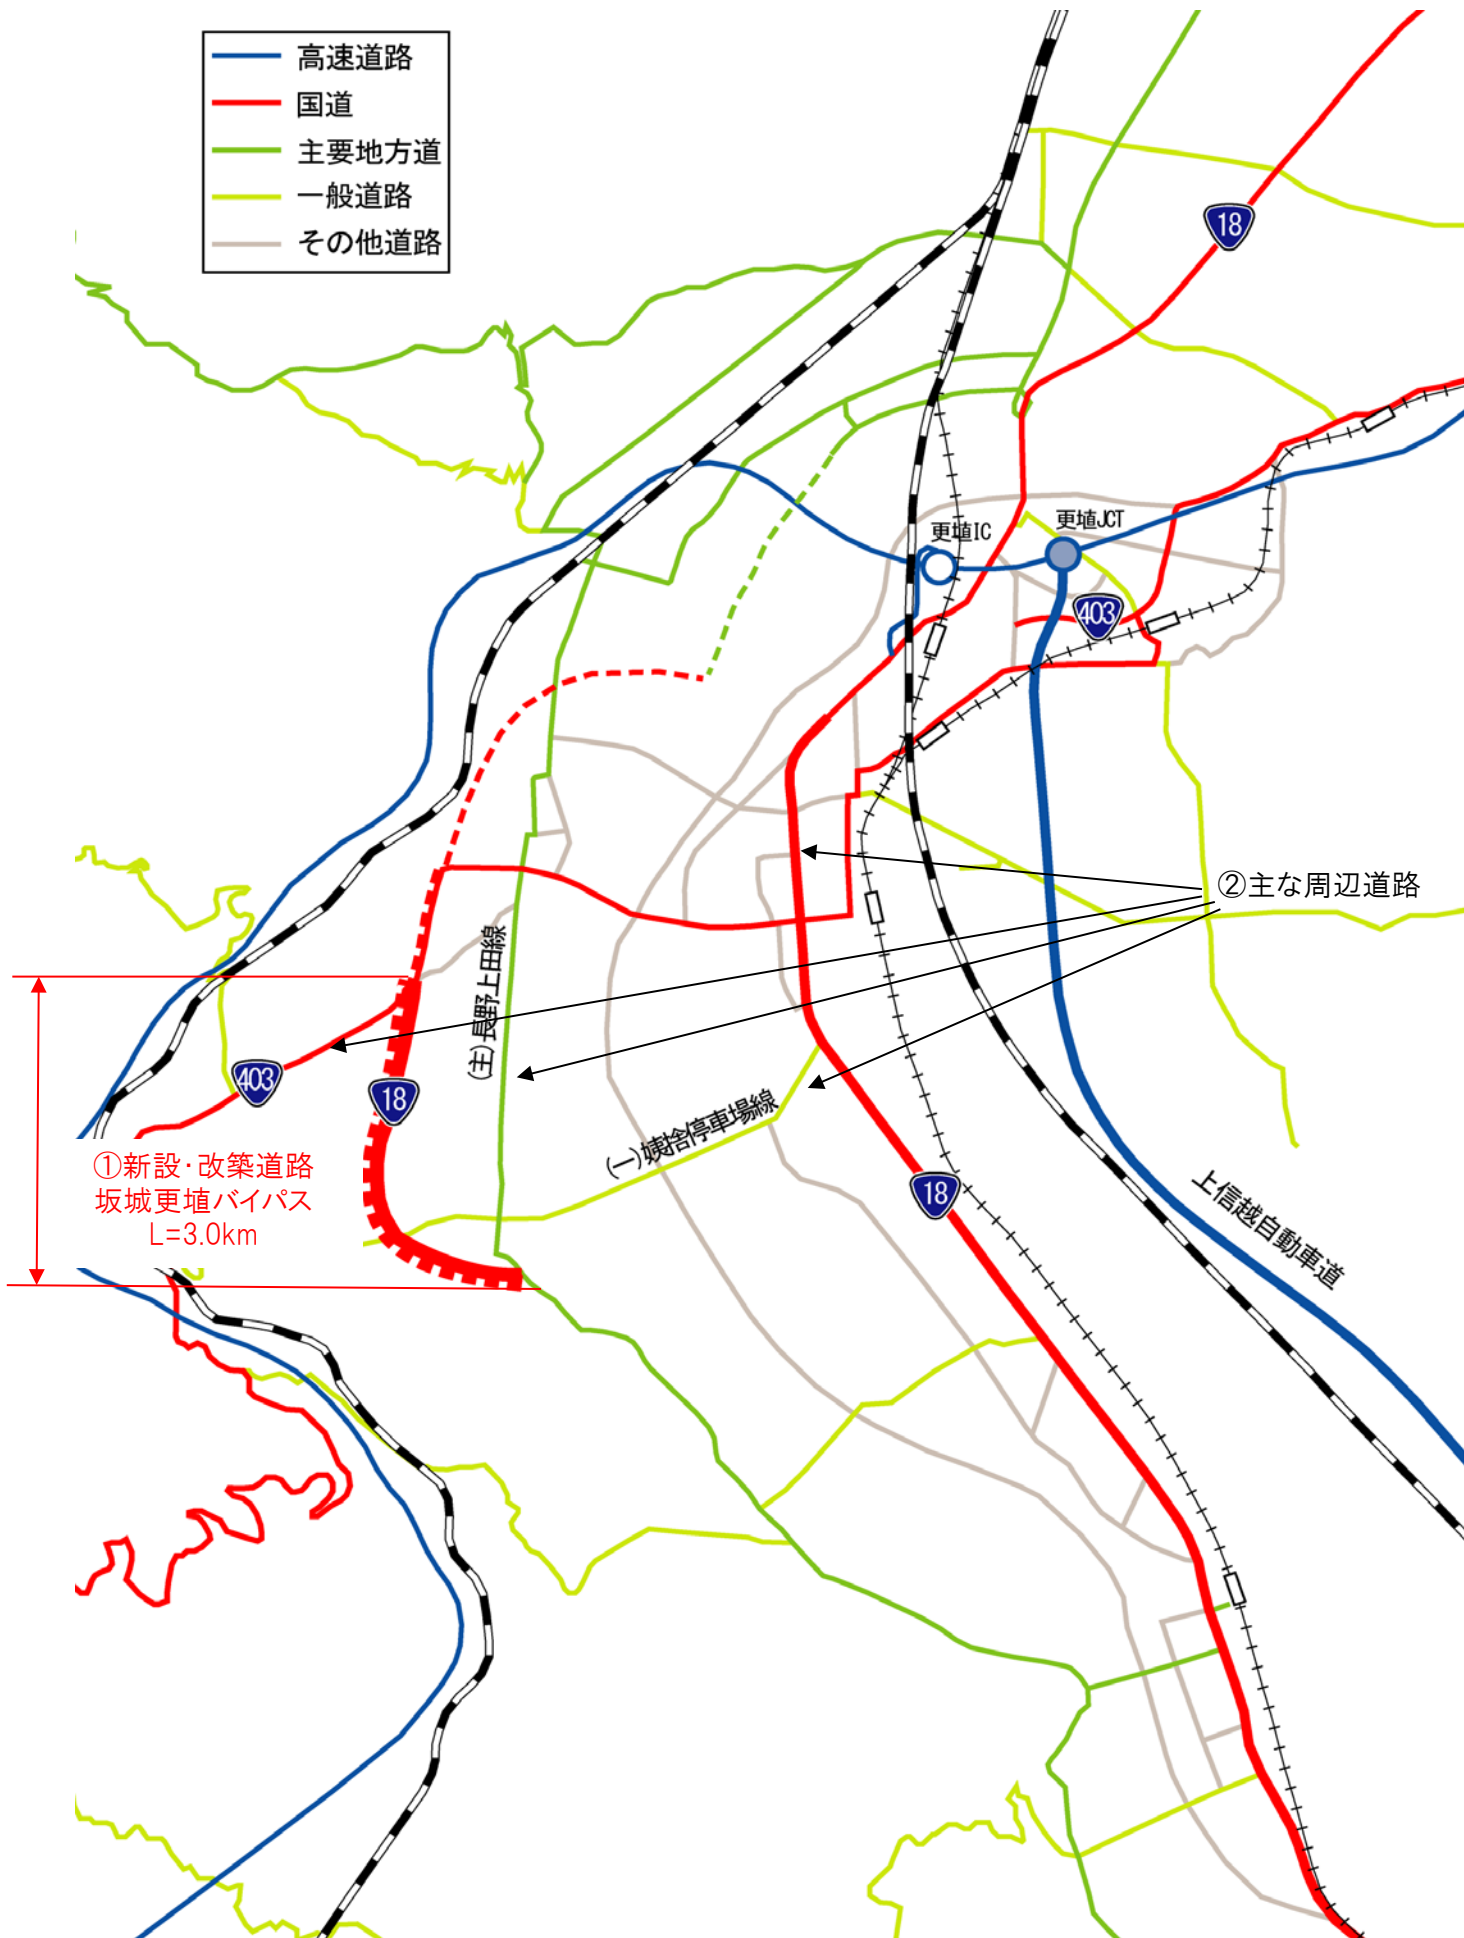 高速道路
国道
主要地方道
一般道路
その他道路
18
更埴IC
更埴JCT
403
②主な周辺道路
(主)長野上田線
403
18
(一)姨捨停車場線
①新設・改築道路
坂城更埴バイパス
L=3.0km
18
上信越自動車道